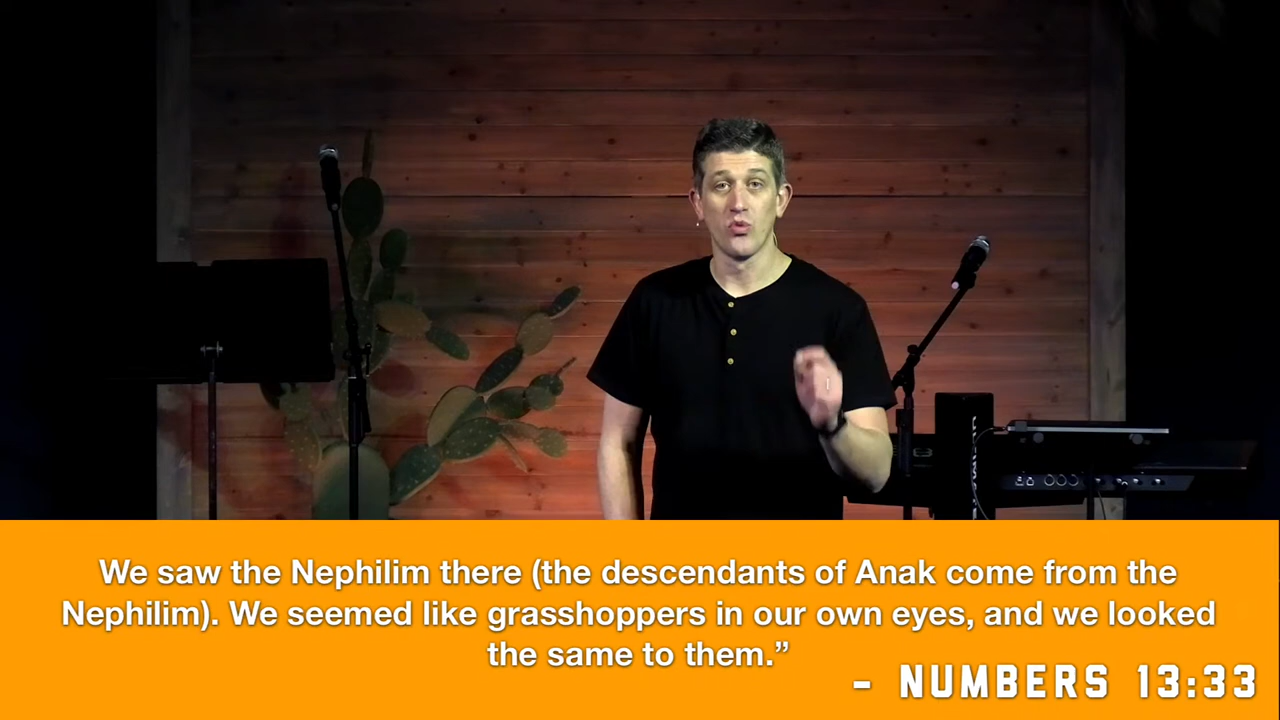 We saw the Nephilim there (the descendants of Anak come from the
Nephilim). We seemed like grasshoppers in our own eyes, and we looked
the same to them.”
- NUMBERS 13:33